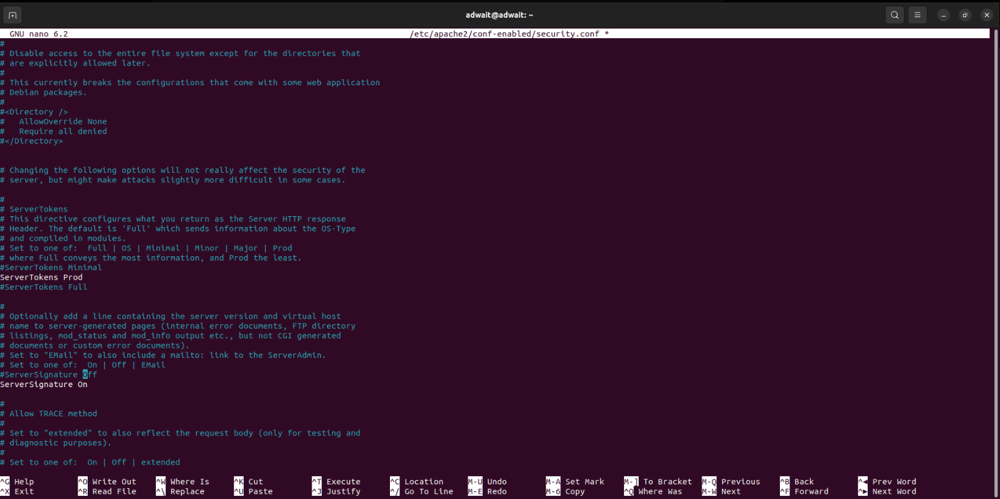 adwait@adwait: ~
GNU nano 6.2 /etc/apache2/conf-enabled/security.conf *
#
# Disable access to the entire file system except for the directories that
# are explicitly allowed later.
#
# This currently breaks the configurations that come with some web application
# Debian packages.
#
#<Directory />
#   AllowOverride None
#   Require all denied
#</Directory>
# Changing the following options will not really affect the security of the
# server, but might make attacks slightly more difficult in some cases.
#
# ServerTokens
# This directive configures what you return as the Server HTTP response
# Header. The default is 'Full' which sends information about the OS-Type
# and compiled in modules.
# Set to one of:  Full | OS | Minimal | Minor | Major | Prod
# where Full conveys the most information, and Prod the least.
#ServerTokens Minimal
ServerTokens Prod
#ServerTokens Full
#
# Optionally add a line containing the server version and virtual host
# name to server-generated pages (internal error documents, FTP directory
# listings, mod_status and mod_info output etc., but not CGI generated
# documents or custom error documents).
# Set to "EMail" to also include a mailto: link to the ServerAdmin.
# Set to one of:  On | Off | EMail
#ServerSignature Off
ServerSignature On
#
# Allow TRACE method
#
# Set to "extended" to also reflect the request body (only for testing and
# diagnostic purposes).
#
# Set to one of:  On | Off | extended
^G Help ^O Write Out ^W Where Is ^K Cut ^T Execute ^C Location M-U Undo M-A Set Mark M-] To Bracket M-Q Previous ^B Back ^◄ Prev Word
^X Exit ^R Read File ^\ Replace ^U Paste ^J Justify ^/ Go To Line M-E Redo M-6 Copy ^Q Where Was M-W Next ^F Forward ^► Next Word